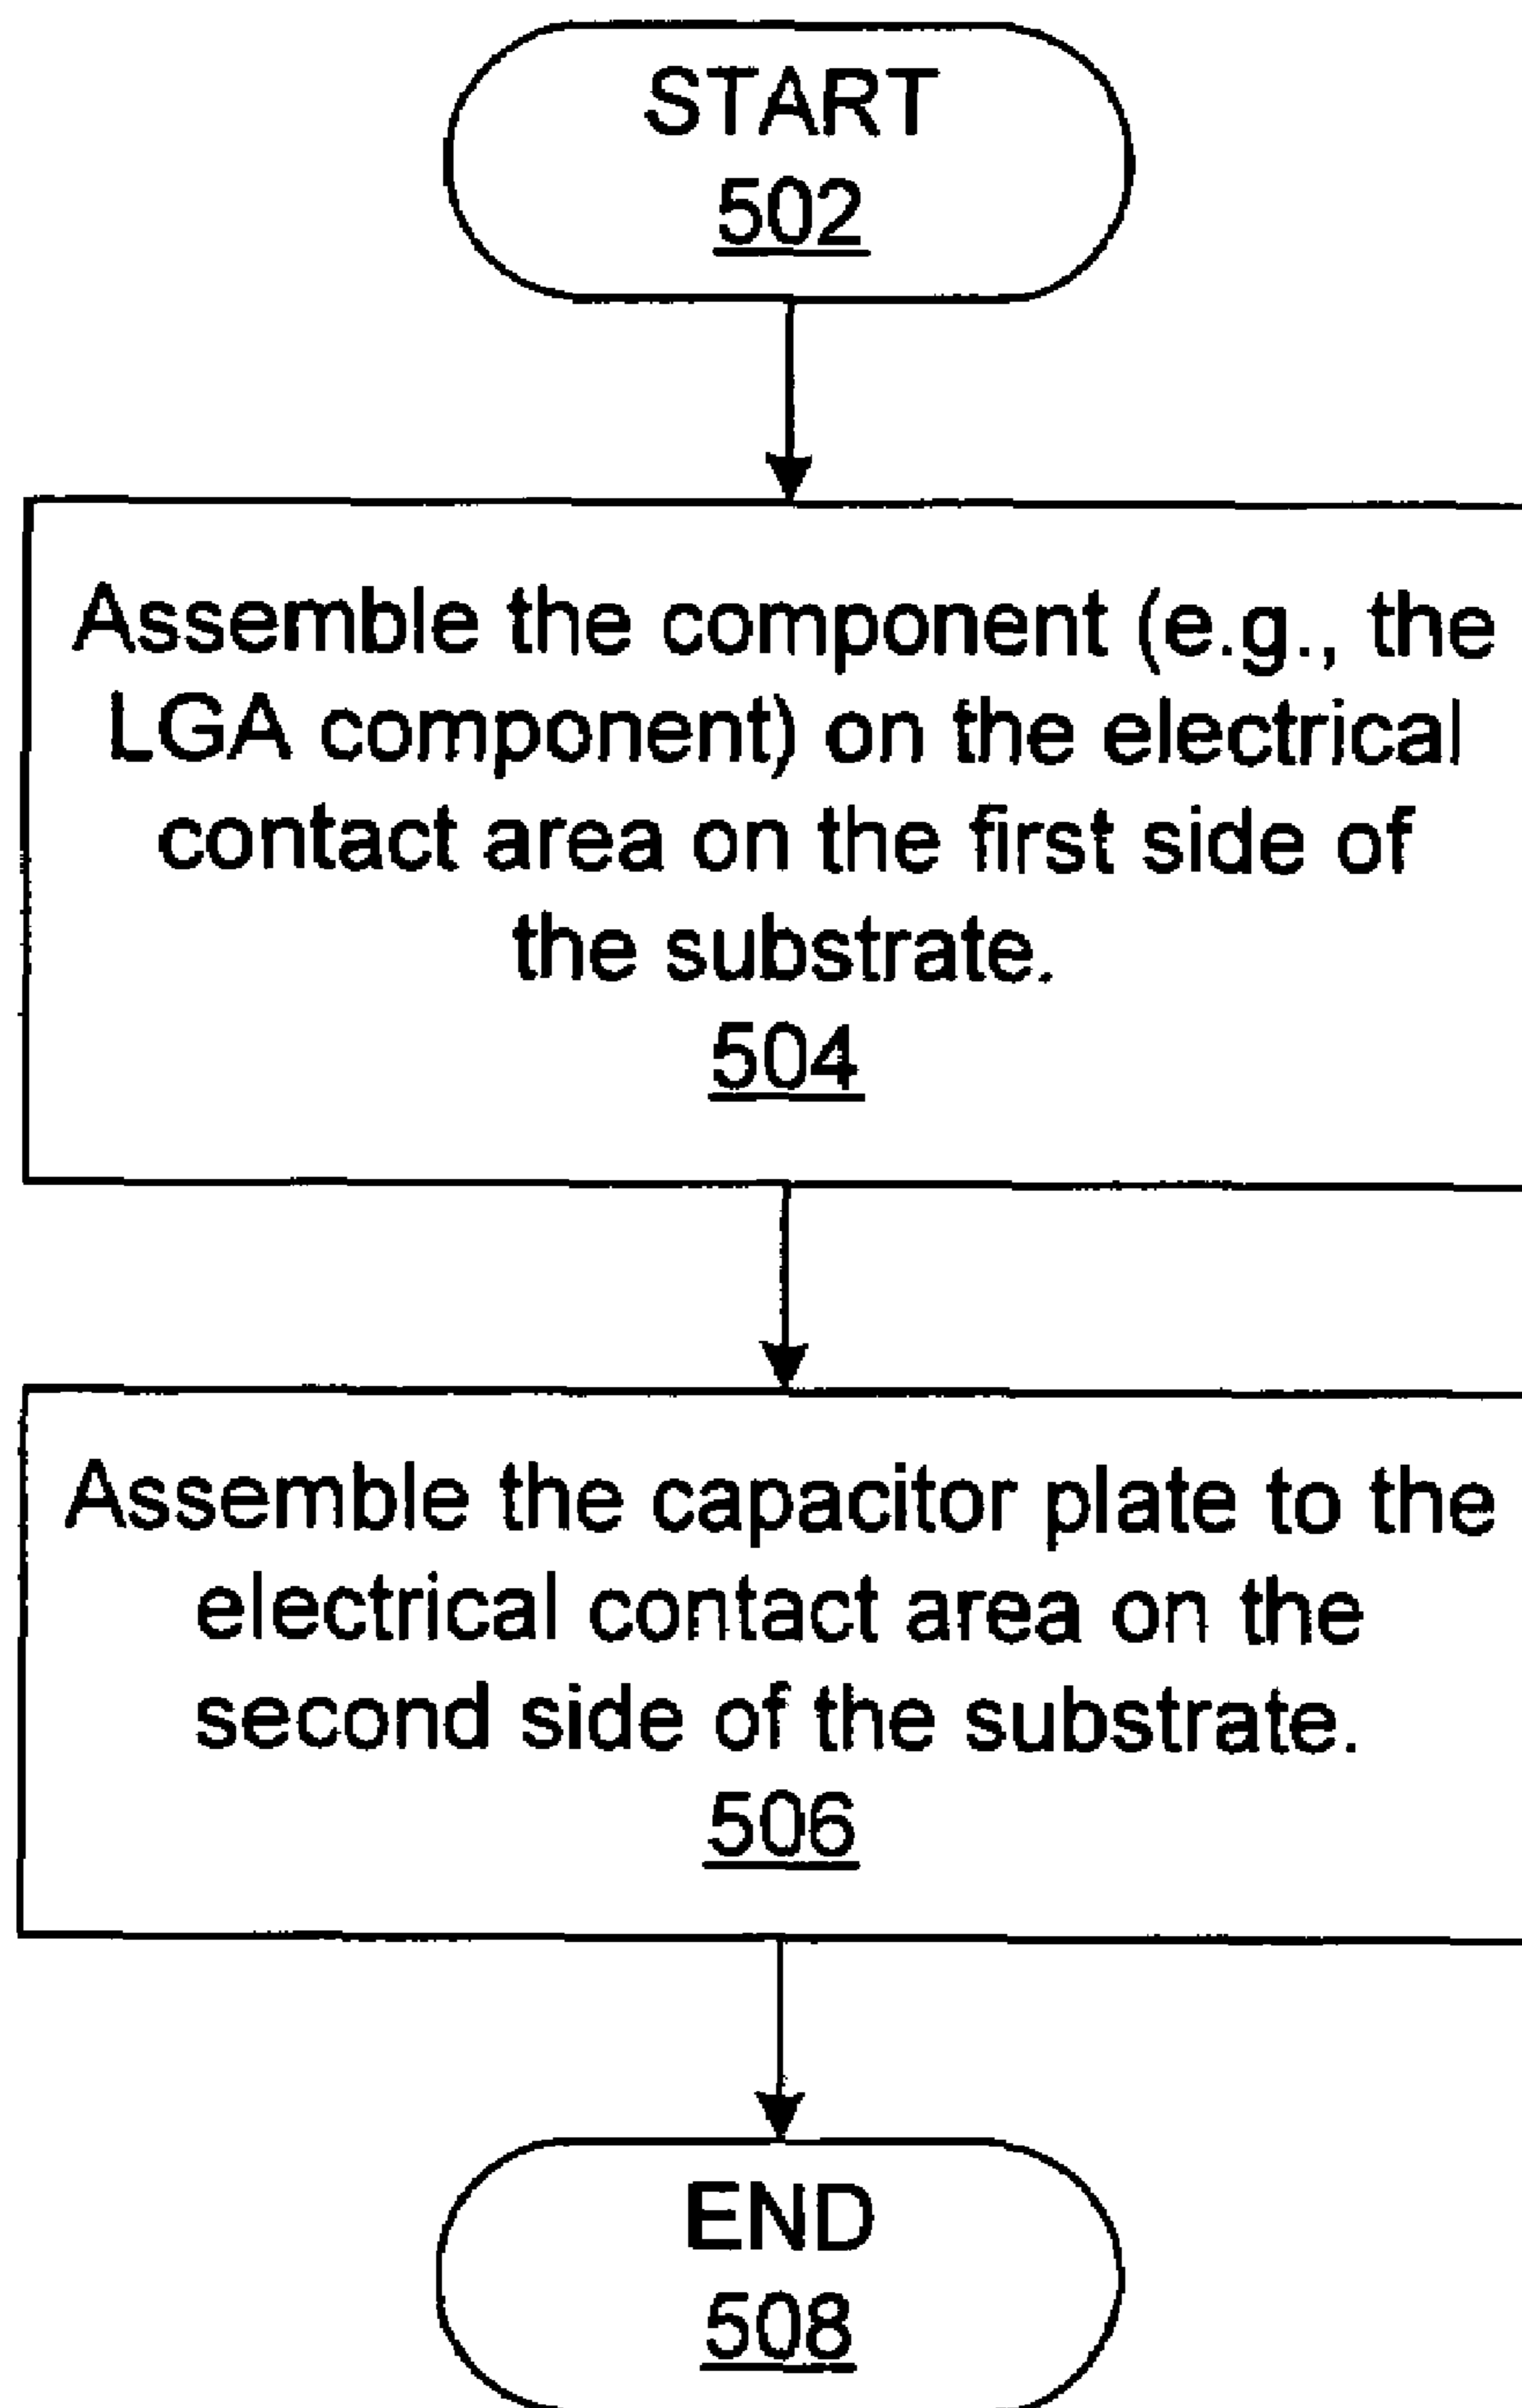 START
502
Assemble the component (e.g., the
LGA component) on the electrical
contact area on the first side of
the substrate.
504
Assemble the capacitor plate to the
electrical contact area on the
second side of the substrate.
506
END
508